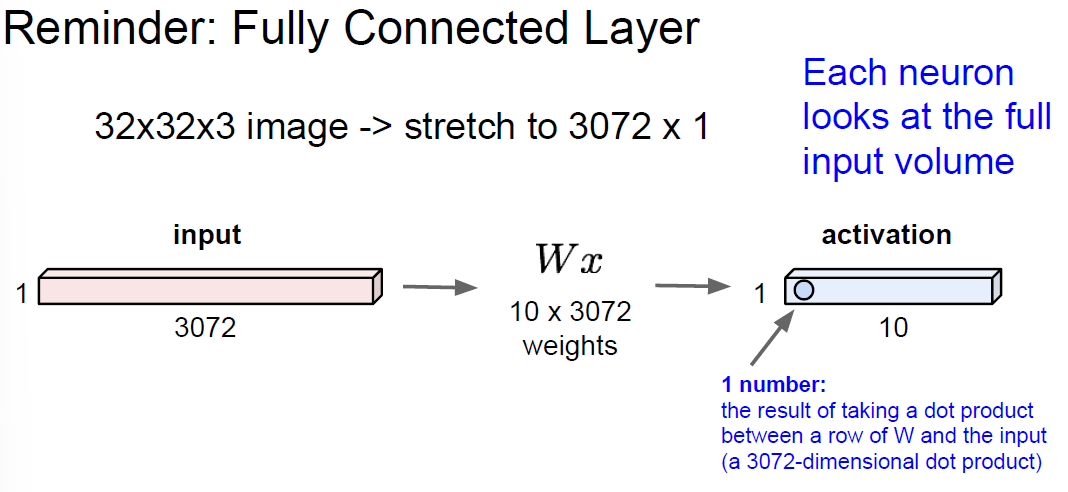 Reminder: Fully Connected Layer
32x32x3 image -> stretch to 3072 x 1
Each neuron
looks at the full
input volume
input
1
3072
Wx
10 x 3072
weights
activation
1
10
1 number:
the result of taking a dot product
between a row of W and the input
(a 3072-dimensional dot product)